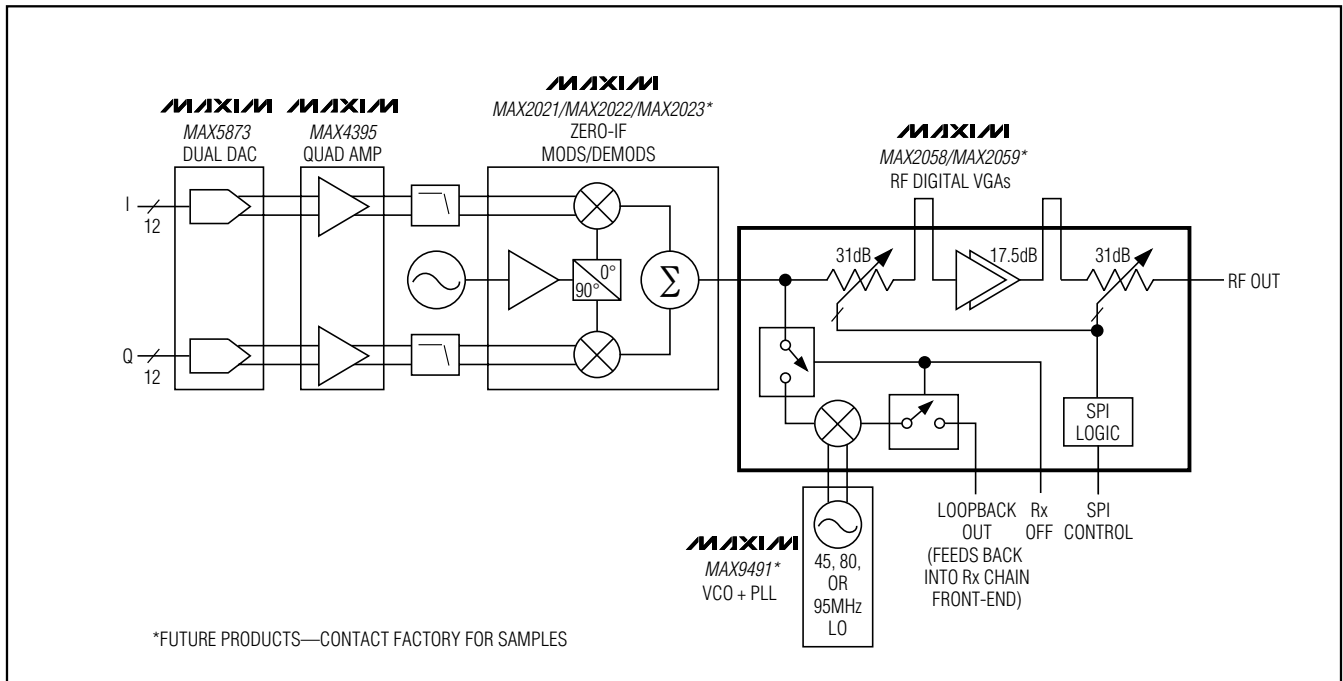 MAXIM
MAX5873
DUAL DAC
MAXIM
MAX4395
QUAD AMP
MAXIM
MAX2021/MAX2022/MAX2023*
ZERO-IF
MODS/DEMODS
MAXIM
MAX2058/MAX2059*
RF DIGITAL VGAs
I
12
Q
12
0°
90°
Σ
31dB
17.5dB
31dB
RF OUT
SPI
LOGIC
LOOPBACK
OUT
(FEEDS BACK
INTO Rx CHAIN
FRONT-END)
Rx
OFF
SPI
CONTROL
MAXIM
MAX9491*
VCO + PLL
45, 80,
OR
95MHz
LO
*FUTURE PRODUCTS—CONTACT FACTORY FOR SAMPLES